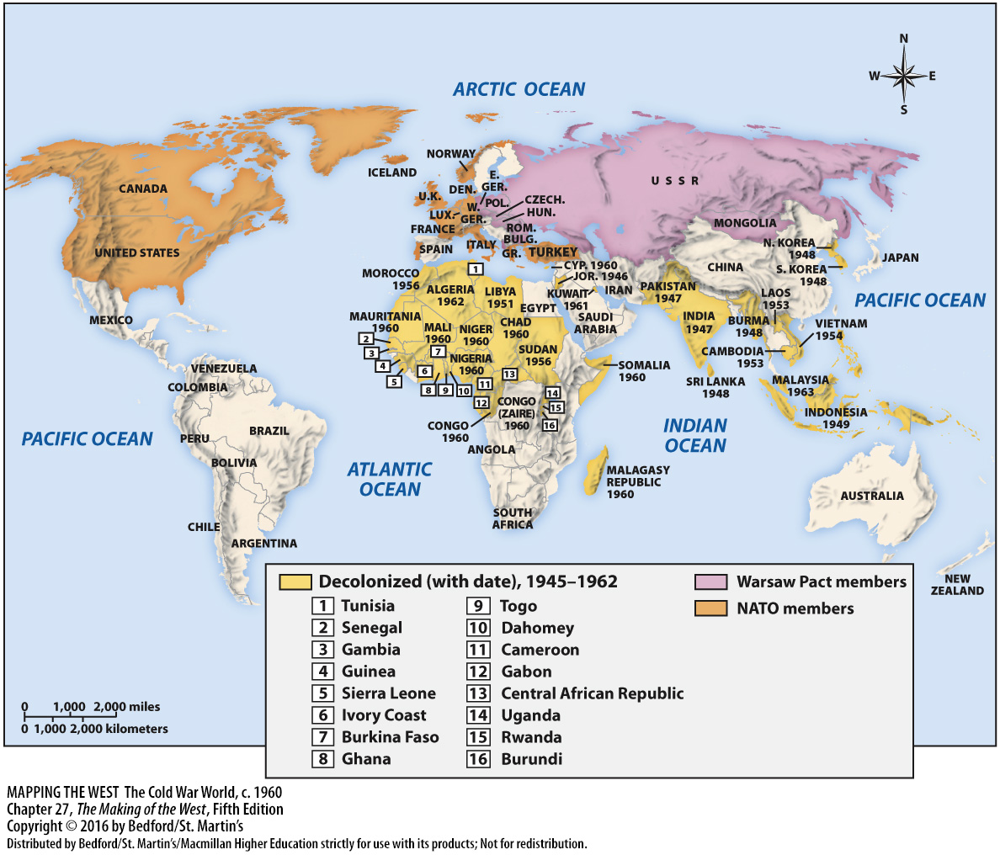 N
W
E
S
ARCTIC OCEAN
NORWAY
ICELAND
CANADA
E.
GER.
DEN.
U.K.
USSR
W.
GER.
POL.
CZECH.
HUN.
LUX.
FRANCE
ROM.
BULG.
MONGOLIA
UNITED STATES
SPAIN
ITALY
GR.
TURKEY
N. KOREA
1948
JAPAN
CHINA
S. KOREA
1948
CYP. 1960
JOR. 1946
MOROCCO
1956
1
ALGERIA
1962
LIBYA
1951
EGYPT
KUWAIT
1961
IRAN
PAKISTAN
1947
LAOS
1953
PACIFIC OCEAN
MEXICO
MAURITANIA
1960
MALI
1960
NIGER
1960
CHAD
1960
SAUDI
ARABIA
INDIA
1947
BURMA
1948
VIETNAM
1954
2
3
4
5
6
7
8
9
10
11
12
13
14
15
16
SUDAN
1956
NIGERIA
1960
CAMBODIA
1953
VENEZUELA
COLOMBIA
SOMALIA
1960
SRI LANKA
1948
MALAYSIA
1963
CONGO
(ZAIRE)
1960
INDONESIA
1949
PACIFIC OCEAN
PERU
BRAZIL
CONGO
1960
INDIAN
OCEAN
ANGOLA
BOLIVIA
ATLANTIC
OCEAN
MALAGASY
REPUBLIC
1960
AUSTRALIA
SOUTH
AFRICA
CHILE
ARGENTINA
NEW
ZEALAND
Decolonized (with date), 1945–1962
1 Tunisia
2 Senegal
3 Gambia
4 Guinea
5 Sierra Leone
6 Ivory Coast
7 Burkina Faso
8 Ghana
9 Togo
10 Dahomey
11 Cameroon
12 Gabon
13 Central African Republic
14 Uganda
15 Rwanda
16 Burundi
Warsaw Pact members
NATO members
0 1,000 2,000 miles
0 1,000 2,000 kilometers
MAPPING THE WEST The Cold War World, c. 1960
Chapter 27, The Making of the West, Fifth Edition
Copyright © 2016 by Bedford/St. Martin's
Distributed by Bedford/St. Martin's/Macmillan Higher Education strictly for use with its products; Not for redistribution.